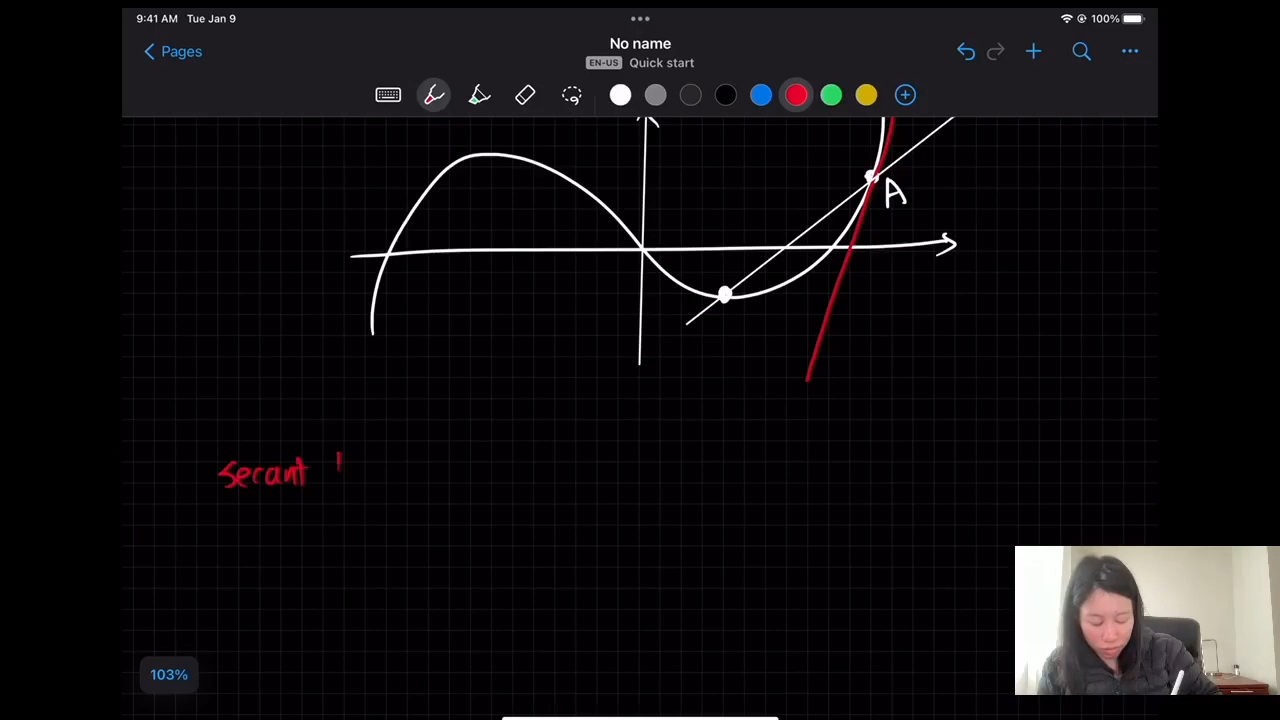 9:41 AM Tue Jan 9
100%
Pages
No name
EN-US Quick start
A
secant
103%